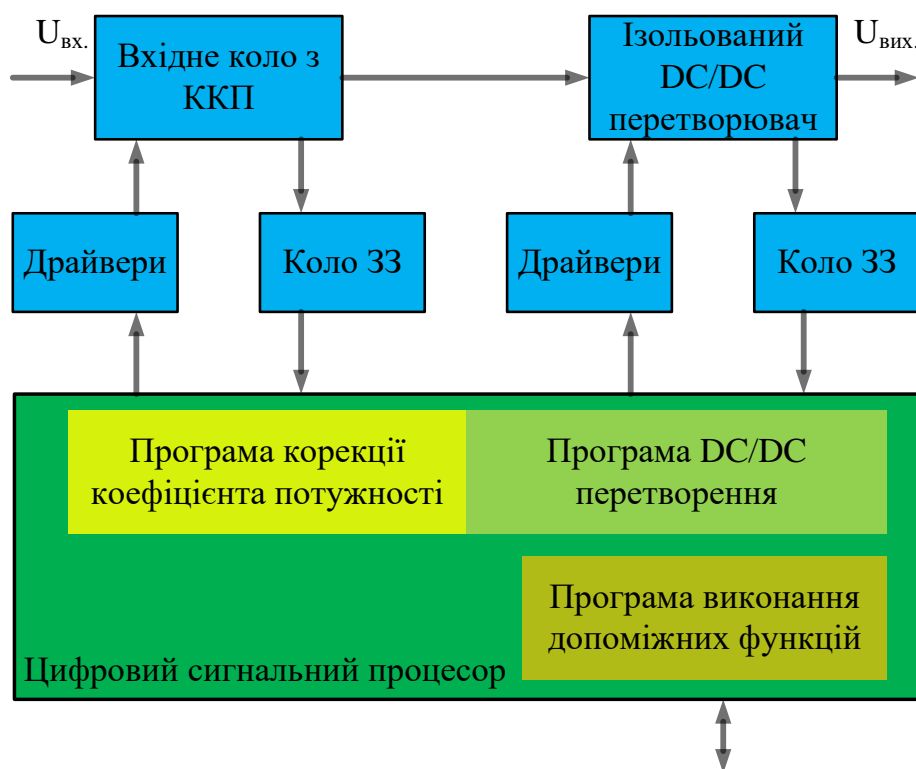 Uвх.
Вхідне коло з
ККП
Ізольований
DC/DC
перетворювач
Uвих.
Драйвери
Коло ЗЗ
Драйвери
Коло ЗЗ
Програма корекції
коефіцієнта потужності
Програма DC/DC
перетворення
Програма виконання
допоміжних функцій
Цифровий сигнальний процесор